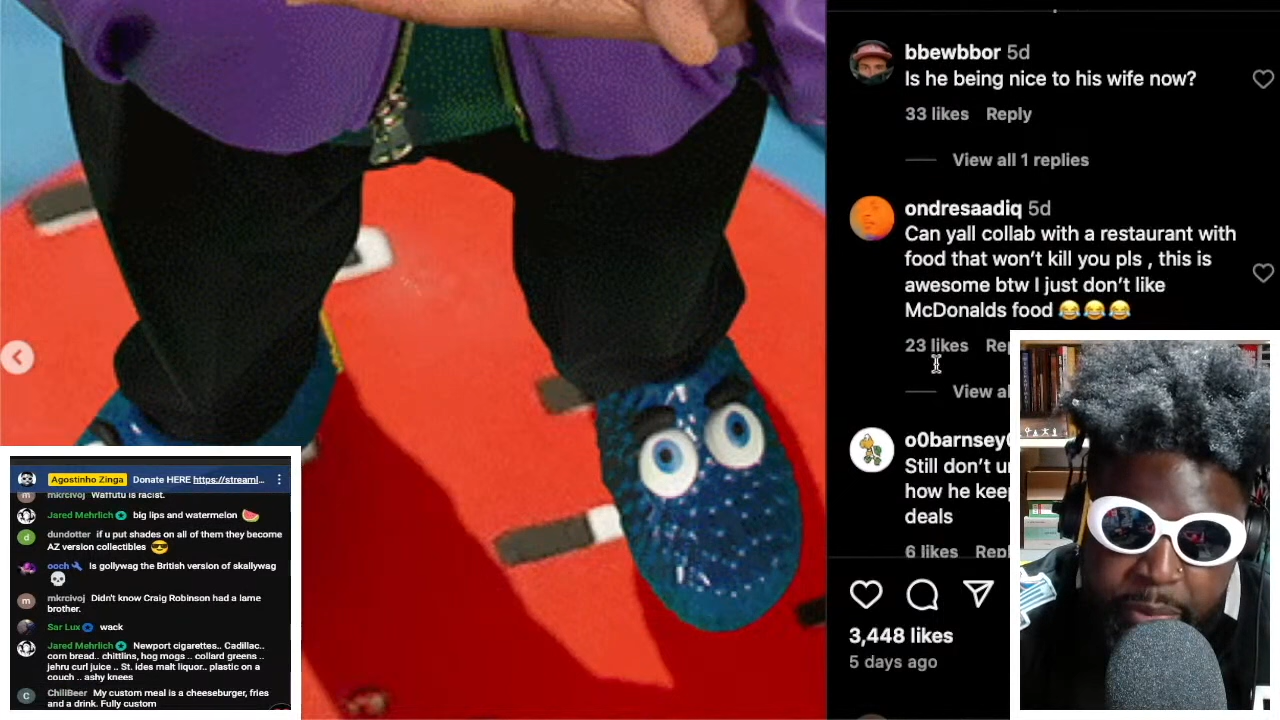 bbewbbor 5d
Is he being nice to his wife now?
33 likes Reply
View all 1 replies
ondresaadiq 5d
Can yall collab with a restaurant with
food that won't kill you pls , this is
awesome btw I just don't like
McDonalds food 😂😂😂
23 likes
View
o0barnsey
Still don't
how he
deals
6 likes
3,448 likes
5 days ago
Agostinho Zinga Donate HERE https://streaml...
mkrcivoj Waffutu is racist.
Jared Mehrlich big lips and watermelon 🍉
dundotter if u put shades on all of them they become
AZ version collectibles 😎
ooch Is gollywag the British version of skallywag
💀
mkrcivoj Didn't know Craig Robinson had a lame
brother.
Sar Lux wack
Jared Mehrlich Newport cigarettes.. Cadillac..
corn bread.. chittlins, hog mogs .. collard greens ..
jehru curl juice .. St. ides malt liquor.. plastic on a
couch .. ashy knees
ChiliBeer My custom meal is a cheeseburger, fries
and a drink. Fully custom